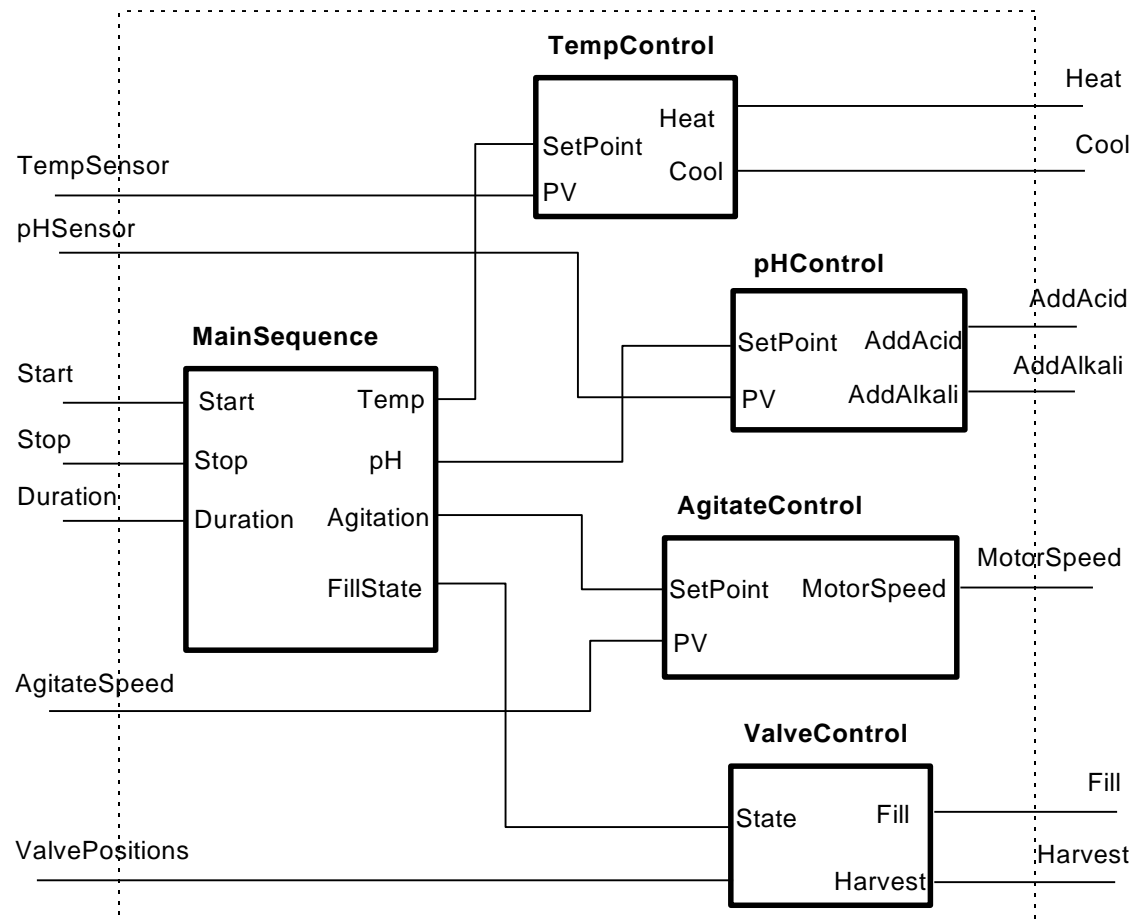 TempControl
Heat
Heat
Cool
SetPoint
Cool
TempSensor
PV
pHSensor
pHControl
AddAcid
MainSequence
SetPoint
AddAcid
Start
AddAlkali
Start
Temp
PV
AddAlkali
Stop
Stop
pH
Duration
Duration
Agitation
AgitateControl
MotorSpeed
FillState
SetPoint
MotorSpeed
PV
AgitateSpeed
ValveControl
Fill
State
Fill
ValvePositions
Harvest
Harvest